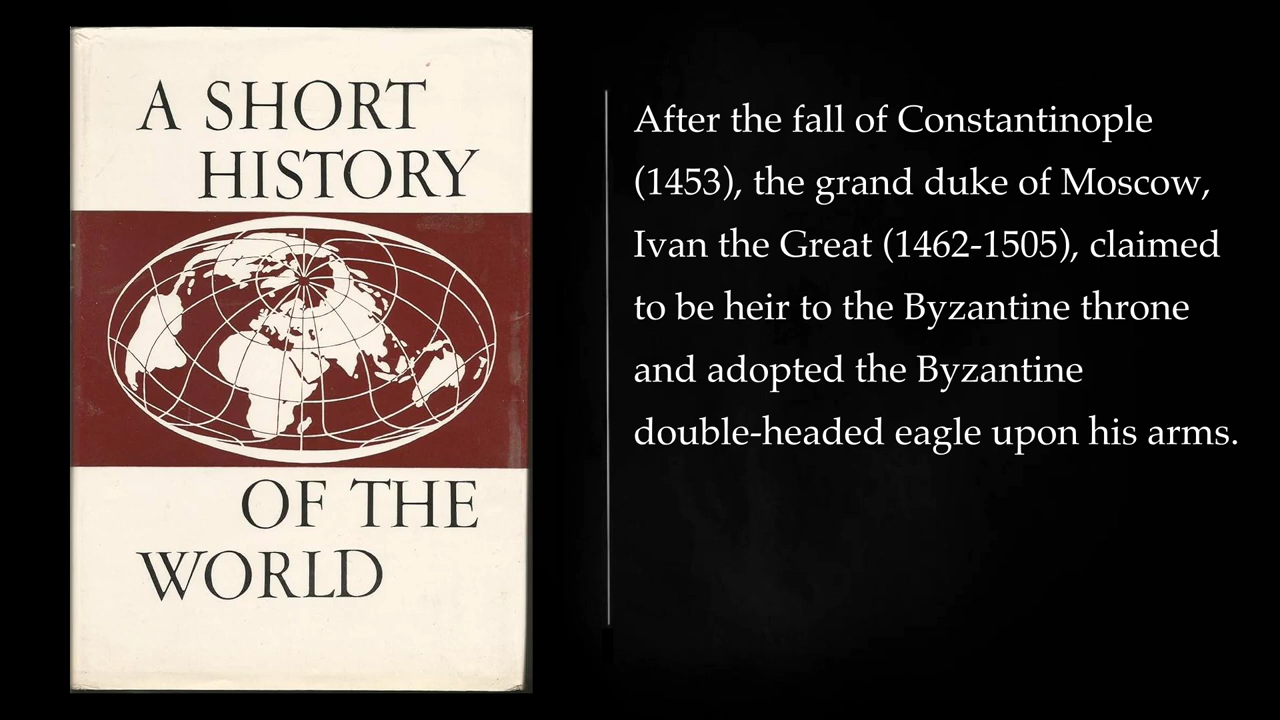 A SHORT
HISTORY
OF THE
WORLD
After the fall of Constantinople
(1453), the grand duke of Moscow,
Ivan the Great (1462-1505), claimed
to be heir to the Byzantine throne
and adopted the Byzantine
double-headed eagle upon his arms.